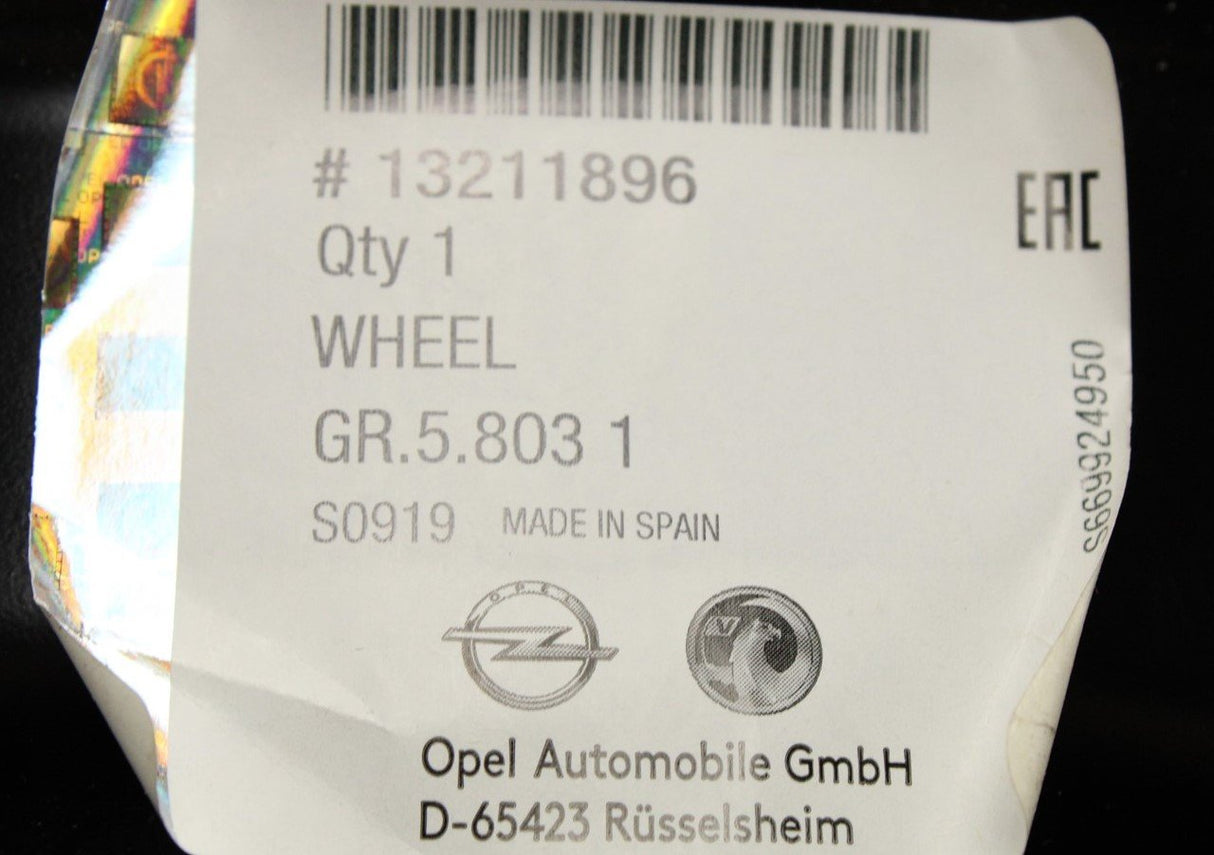 # 13211896
EAC
Qty 1
WHEEL
GR.5.803 1
S0919 MADE IN SPAIN
S669924950
OPEL
V
Opel Automobile GmbH
D-65423 Rüsselsheim